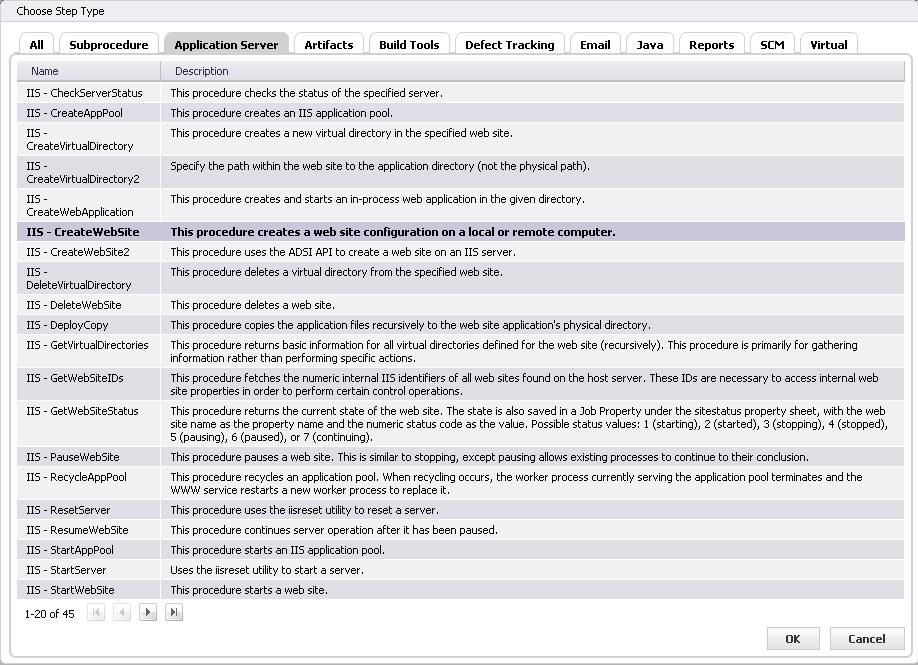 Choose Step Type
All Subprocedure Application Server Artifacts Build Tools Defect Tracking Email Java Reports SCM Virtual
Name Description
IIS - CheckServerStatus This procedure checks the status of the specified server.
IIS - CreateAppPool This procedure creates an IIS application pool.
IIS - This procedure creates a new virtual directory in the specified web site.
CreateVirtualDirectory
IIS - Specify the path within the web site to the application directory (not the physical path).
CreateVirtualDirectory2
IIS - This procedure creates and starts an in-process web application in the given directory.
CreateWebApplication
IIS - CreateWebSite This procedure creates a web site configuration on a local or remote computer.
IIS - CreateWebSite2 This procedure uses the ADSI API to create a web site on an IIS server.
IIS - This procedure deletes a virtual directory from the specified web site.
DeleteVirtualDirectory
IIS - DeleteWebSite This procedure deletes a web site.
IIS - DeployCopy This procedure copies the application files recursively to the web site application's physical directory.
IIS - GetVirtualDirectories This procedure returns basic information for all virtual directories defined for the web site (recursively). This procedure is primarily for gathering
information rather than performing specific actions.
IIS - GetWebSiteIDs This procedure fetches the numeric internal IIS identifiers of all web sites found on the host server. These IDs are necessary to access internal web
site properties in order to perform certain control operations.
IIS - GetWebSiteStatus This procedure returns the current state of the web site. The state is also saved in a Job Property under the sitestatus property sheet, with the web
site name as the property name and the numeric status code as the value. Possible status values: 1 (starting), 2 (started), 3 (stopping), 4 (stopped),
5 (pausing), 6 (paused), or 7 (continuing).
IIS - PauseWebSite This procedure pauses a web site. This is similar to stopping, except pausing allows existing processes to continue to their conclusion.
IIS - RecycleAppPool This procedure recycles an application pool. When recycling occurs, the worker process currently serving the application pool terminates and the
WWW service restarts a new worker process to replace it.
IIS - ResetServer This procedure uses the iisreset utility to reset a server.
IIS - ResumeWebSite This procedure continues server operation after it has been paused.
IIS - StartAppPool This procedure starts an IIS application pool.
IIS - StartServer Uses the iisreset utility to start a server.
IIS - StartWebSite This procedure starts a web site.
1-20 of 45
OK Cancel